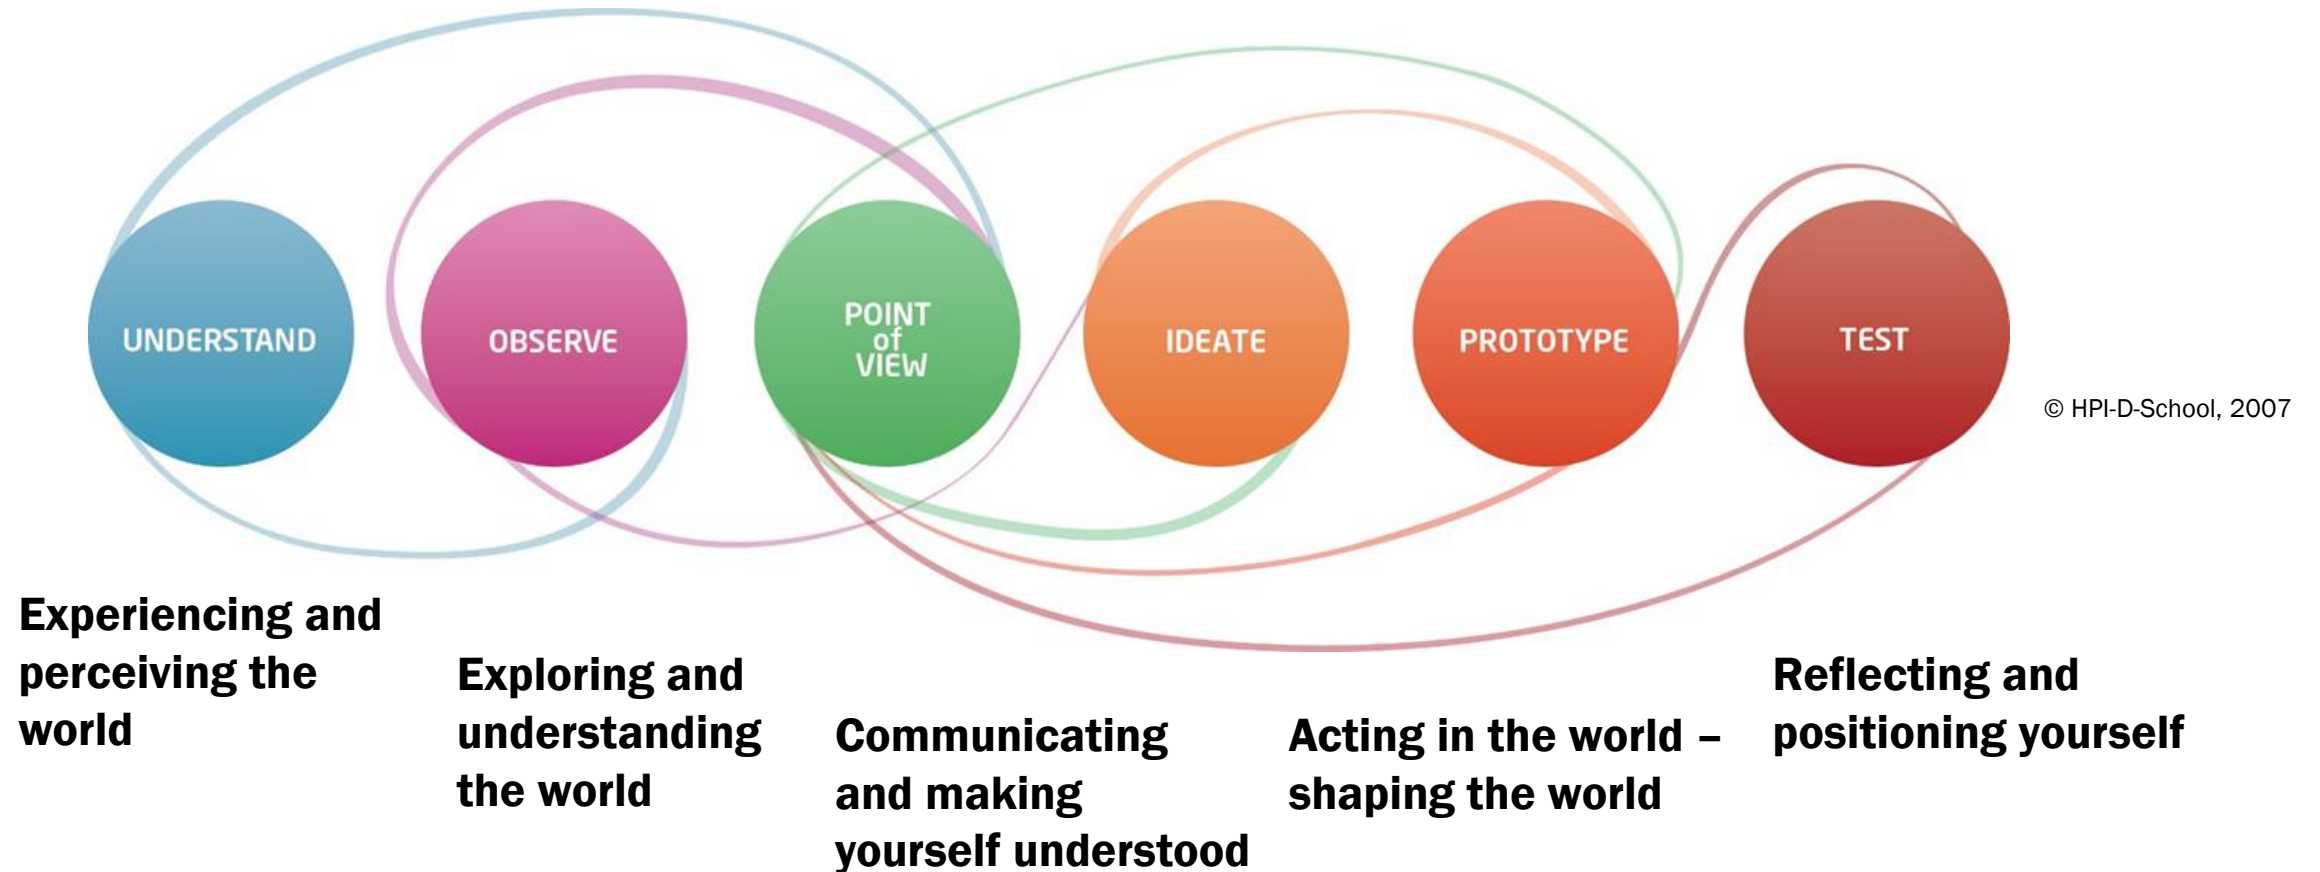 UNDERSTAND
OBSERVE
POINT
of
VIEW
IDEATE
PROTOTYPE
TEST
© HPI-D-School, 2007
Experiencing and
perceiving the
world
Exploring and
understanding
the world
Communicating
and making
yourself understood
Acting in the world –
shaping the world
Reflecting and
positioning yourself